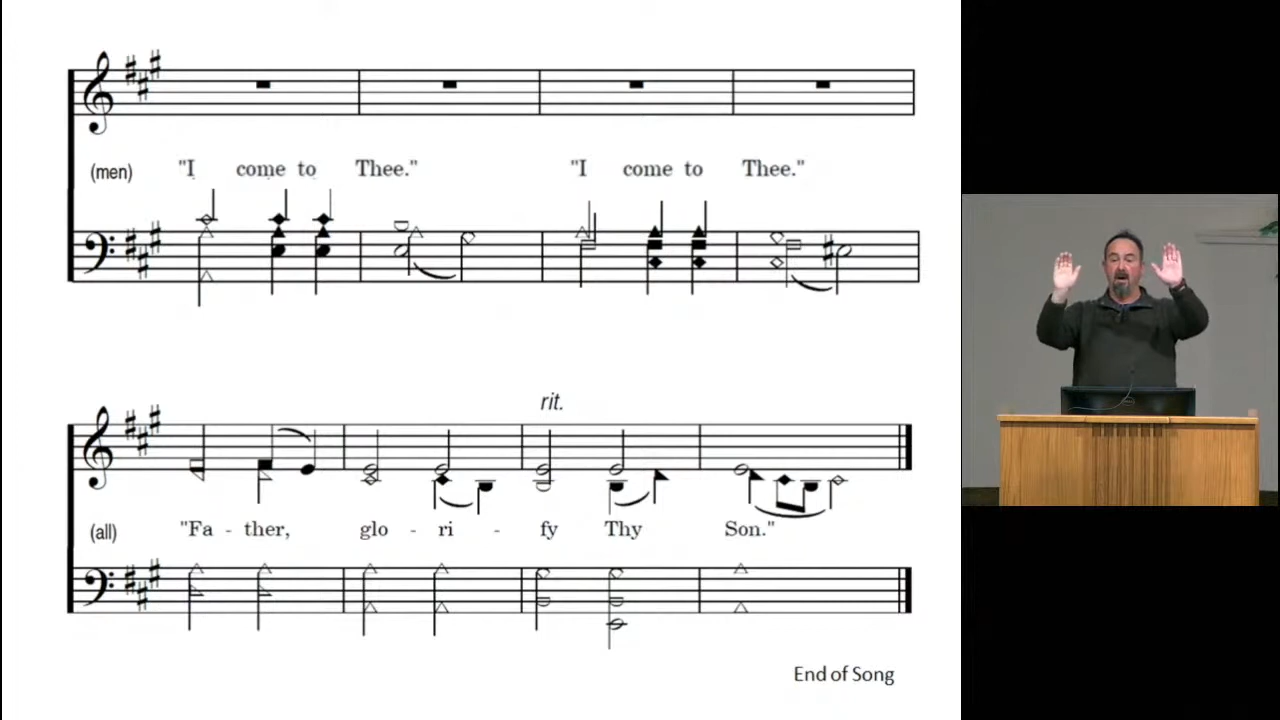 (men) "I come to Thee." "I come to Thee."
rit.
(all) "Fa - ther, glo - ri - fy Thy Son."
End of Song